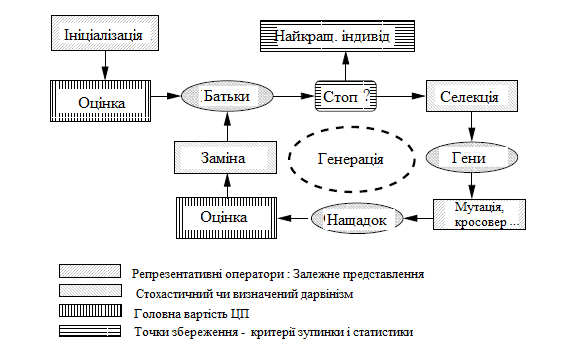 Ініціалізація
Найкращ. індивід
Оцінка
Батьки
Стоп ?
Селекція
Заміна
Генерація
Гени
Оцінка
Нащадок
Мутація,
кросовер ...
Репрезентативні оператори : Залежне представлення
Стохастичний чи визначений дарвінізм
Головна вартість ЦП
Точки збереження - критерії зупинки і статистики